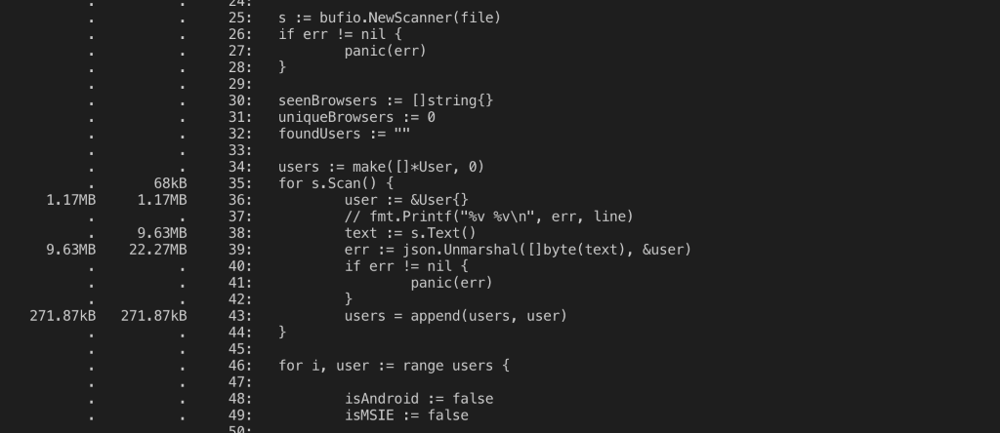 . . 24:
. . 25: s := bufio.NewScanner(file)
. . 26: if err != nil {
. . 27: panic(err)
. . 28: }
. . 29:
. . 30: seenBrowsers := []string{}
. . 31: uniqueBrowsers := 0
. . 32: foundUsers := ""
. . 33:
. . 34: users := make([]*User, 0)
. 68kB 35: for s.Scan() {
1.17MB 1.17MB 36: user := &User{}
. . 37: // fmt.Printf("%v %v\n", err, line)
. 9.63MB 38: text := s.Text()
9.63MB 22.27MB 39: err := json.Unmarshal([]byte(text), &user)
. . 40: if err != nil {
. . 41: panic(err)
. . 42: }
271.87kB 271.87kB 43: users = append(users, user)
. . 44: }
. . 45:
. . 46: for i, user := range users {
. . 47:
. . 48: isAndroid := false
. . 49: isMSIE := false
50: